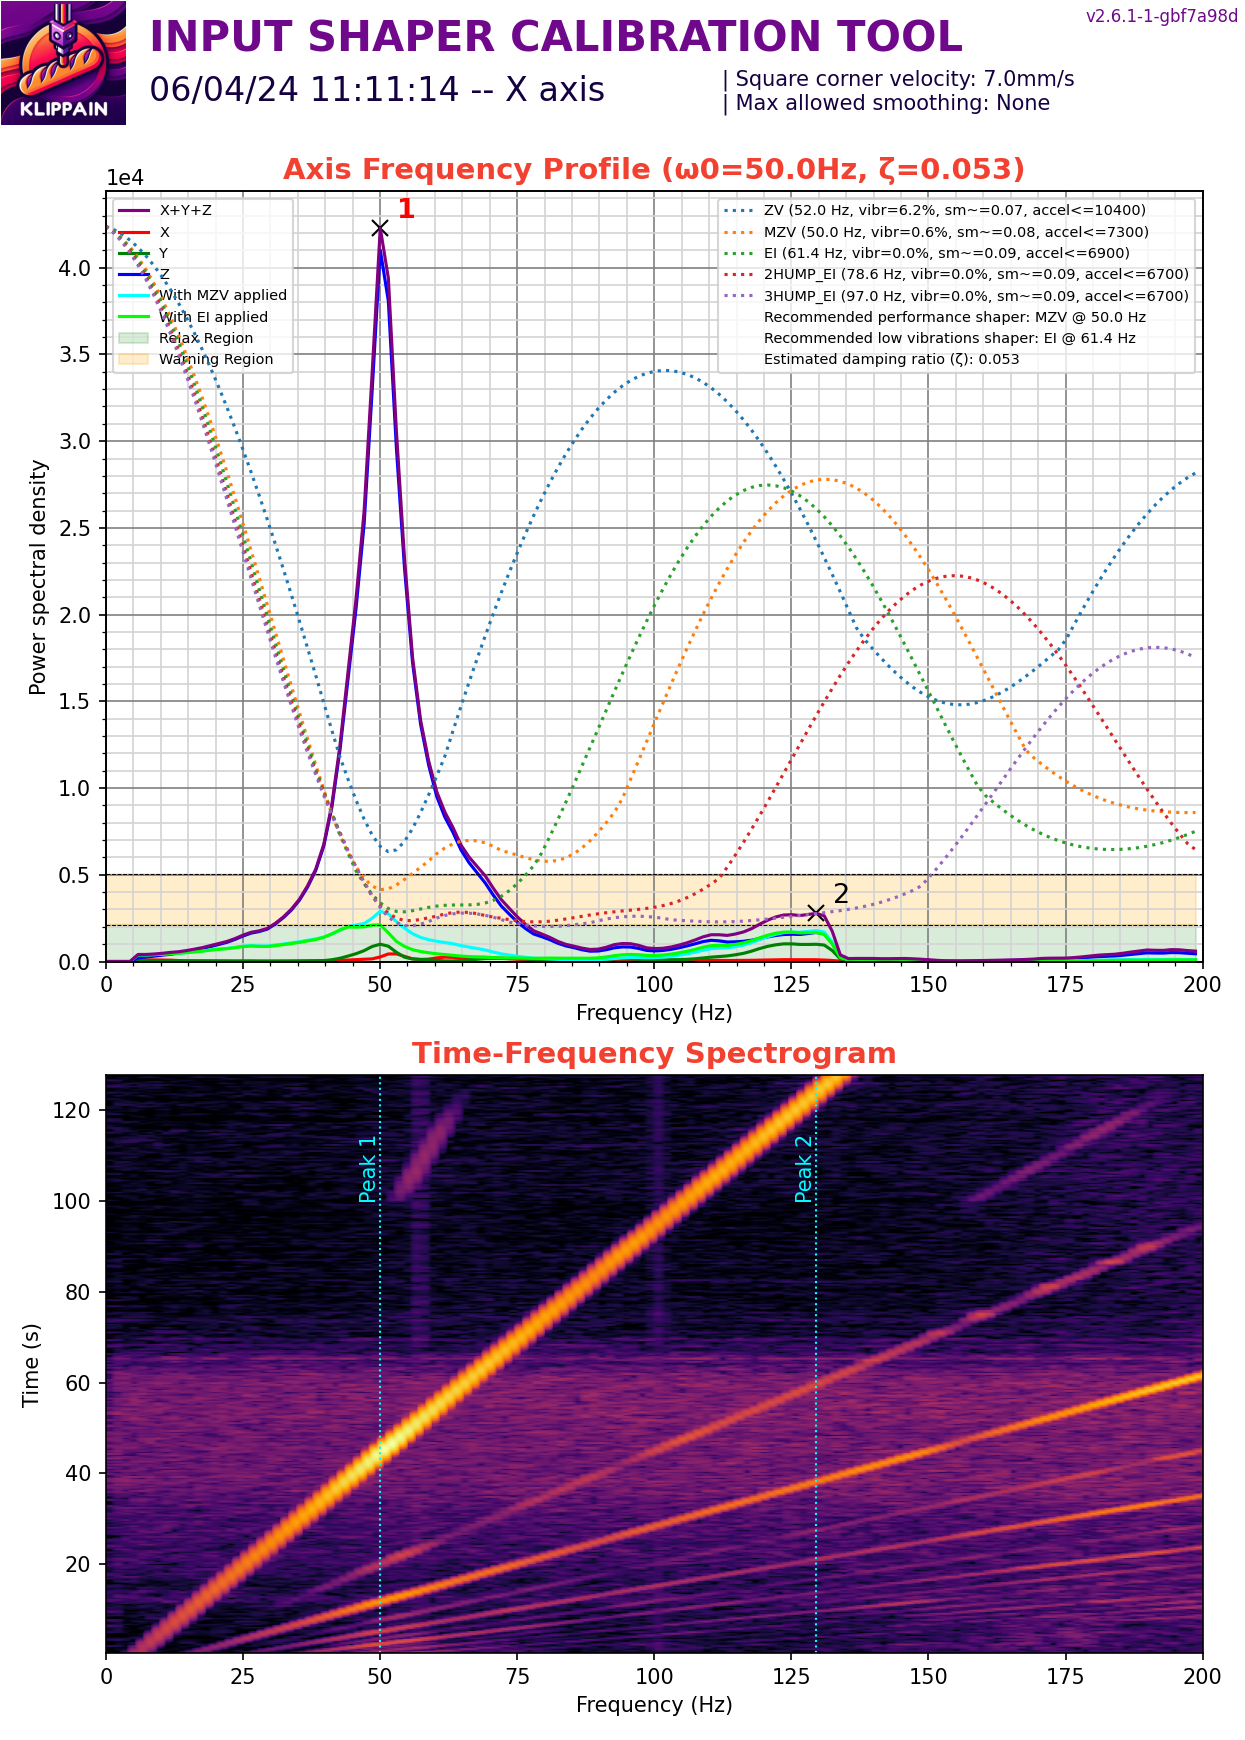 v2.6.1-1-gbf7a98d
INPUT SHAPER CALIBRATION TOOL
06/04/24 11:11:14 -- X axis
| Square corner velocity: 7.0mm/s
| Max allowed smoothing: None
KLIPPAIN
Axis Frequency Profile (ω0=50.0Hz, ζ=0.053)
1e4
X+Y+Z
X
Y
Z
With MZV applied
With EI applied
Relax Region
Warning Region
1
ZV (52.0 Hz, vibr=6.2%, sm~=0.07, accel<=10400)
MZV (50.0 Hz, vibr=0.6%, sm~=0.08, accel<=7300)
EI (61.4 Hz, vibr=0.0%, sm~=0.09, accel<=6900)
2HUMP_EI (78.6 Hz, vibr=0.0%, sm~=0.09, accel<=6700)
3HUMP_EI (97.0 Hz, vibr=0.0%, sm~=0.09, accel<=6700)
Recommended performance shaper: MZV @ 50.0 Hz
Recommended low vibrations shaper: EI @ 61.4 Hz
Estimated damping ratio (ζ): 0.053
4.0
3.5
3.0
2.5
2.0
1.5
1.0
0.5
0.0
Power spectral density
2
0 25 50 75 100 125 150 175 200
Frequency (Hz)
Time-Frequency Spectrogram
120
100
80
60
40
20
Time (s)
Peak 1
Peak 2
0 25 50 75 100 125 150 175 200
Frequency (Hz)